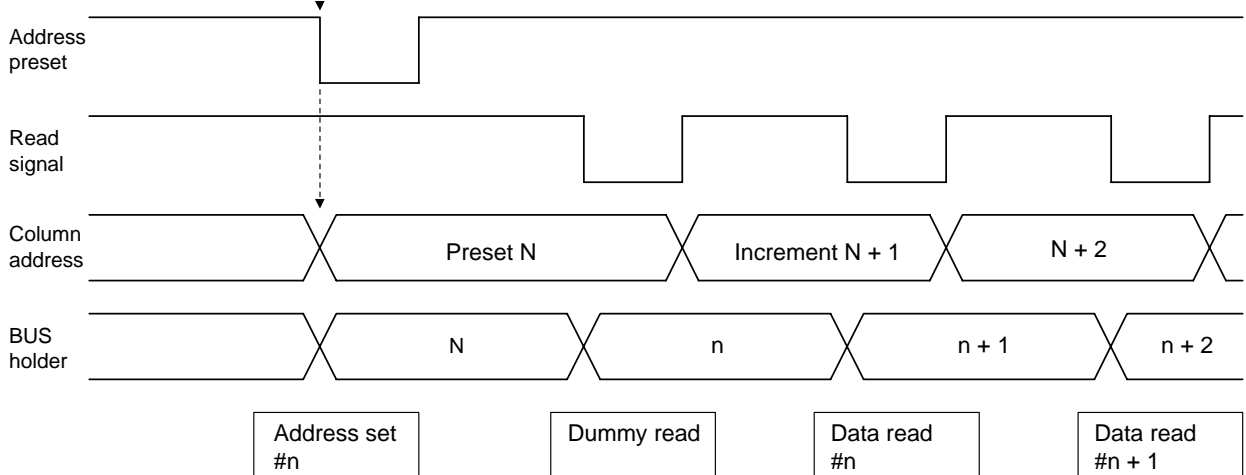 Address
preset
Read
signal
Column
address
Preset N
Increment N + 1
N + 2
BUS
holder
N
n
n + 1
n + 2
Address set
#n
Dummy read
Data read
#n
Data read
#n + 1